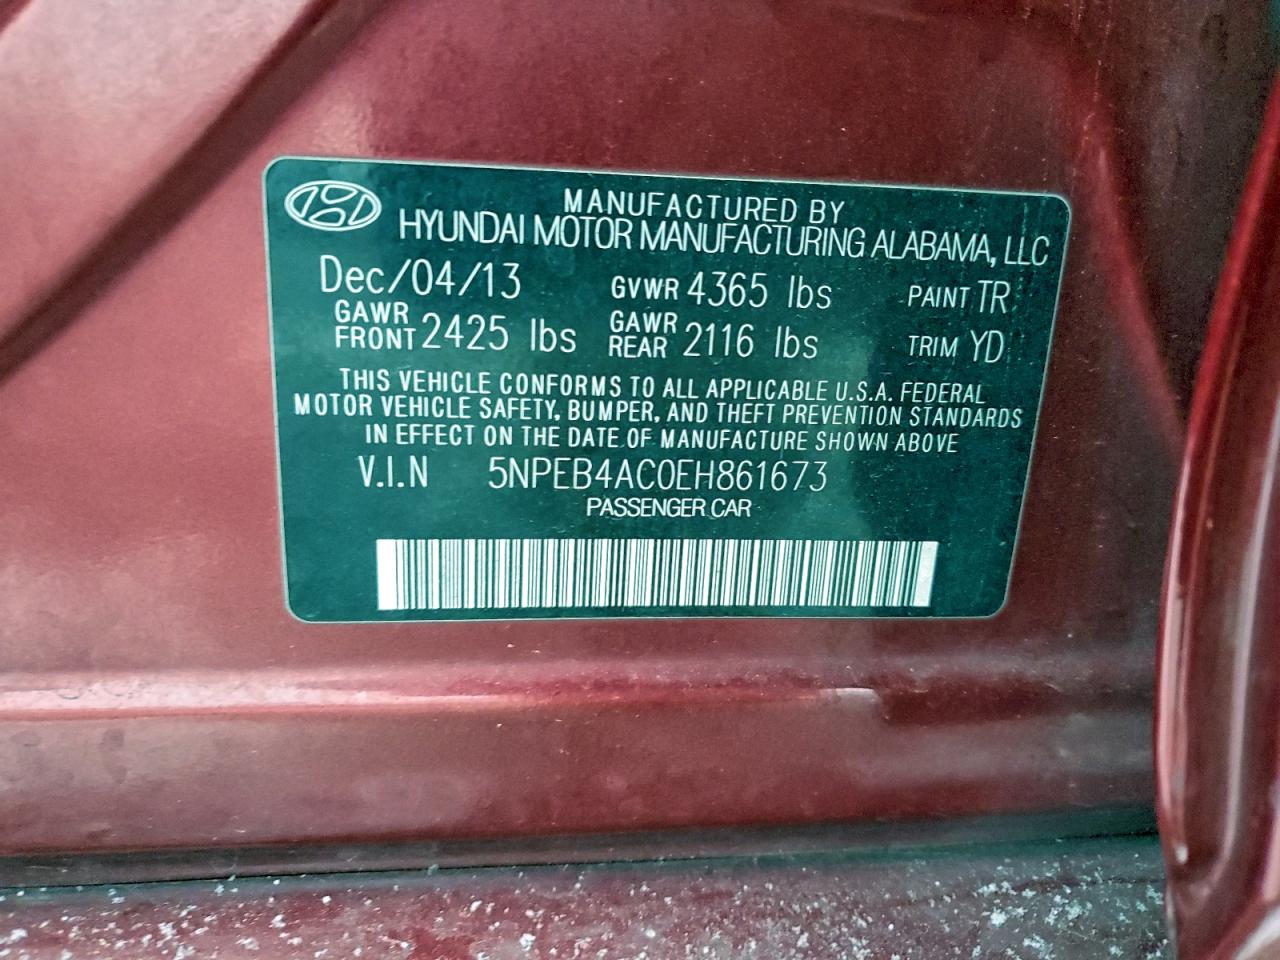 MANUFACTURED BY
HYUNDAI MOTOR MANUFACTURING ALABAMA, LLC
Dec/04/13 GVWR 4365 lbs PAINT TR
GAWR FRONT 2425 lbs GAWR REAR 2116 lbs TRIM YD
THIS VEHICLE CONFORMS TO ALL APPLICABLE U.S.A. FEDERAL
MOTOR VEHICLE SAFETY, BUMPER, AND THEFT PREVENTION STANDARDS
IN EFFECT ON THE DATE OF MANUFACTURE SHOWN ABOVE
V.I.N 5NPEB4AC0EH861673
PASSENGER CAR